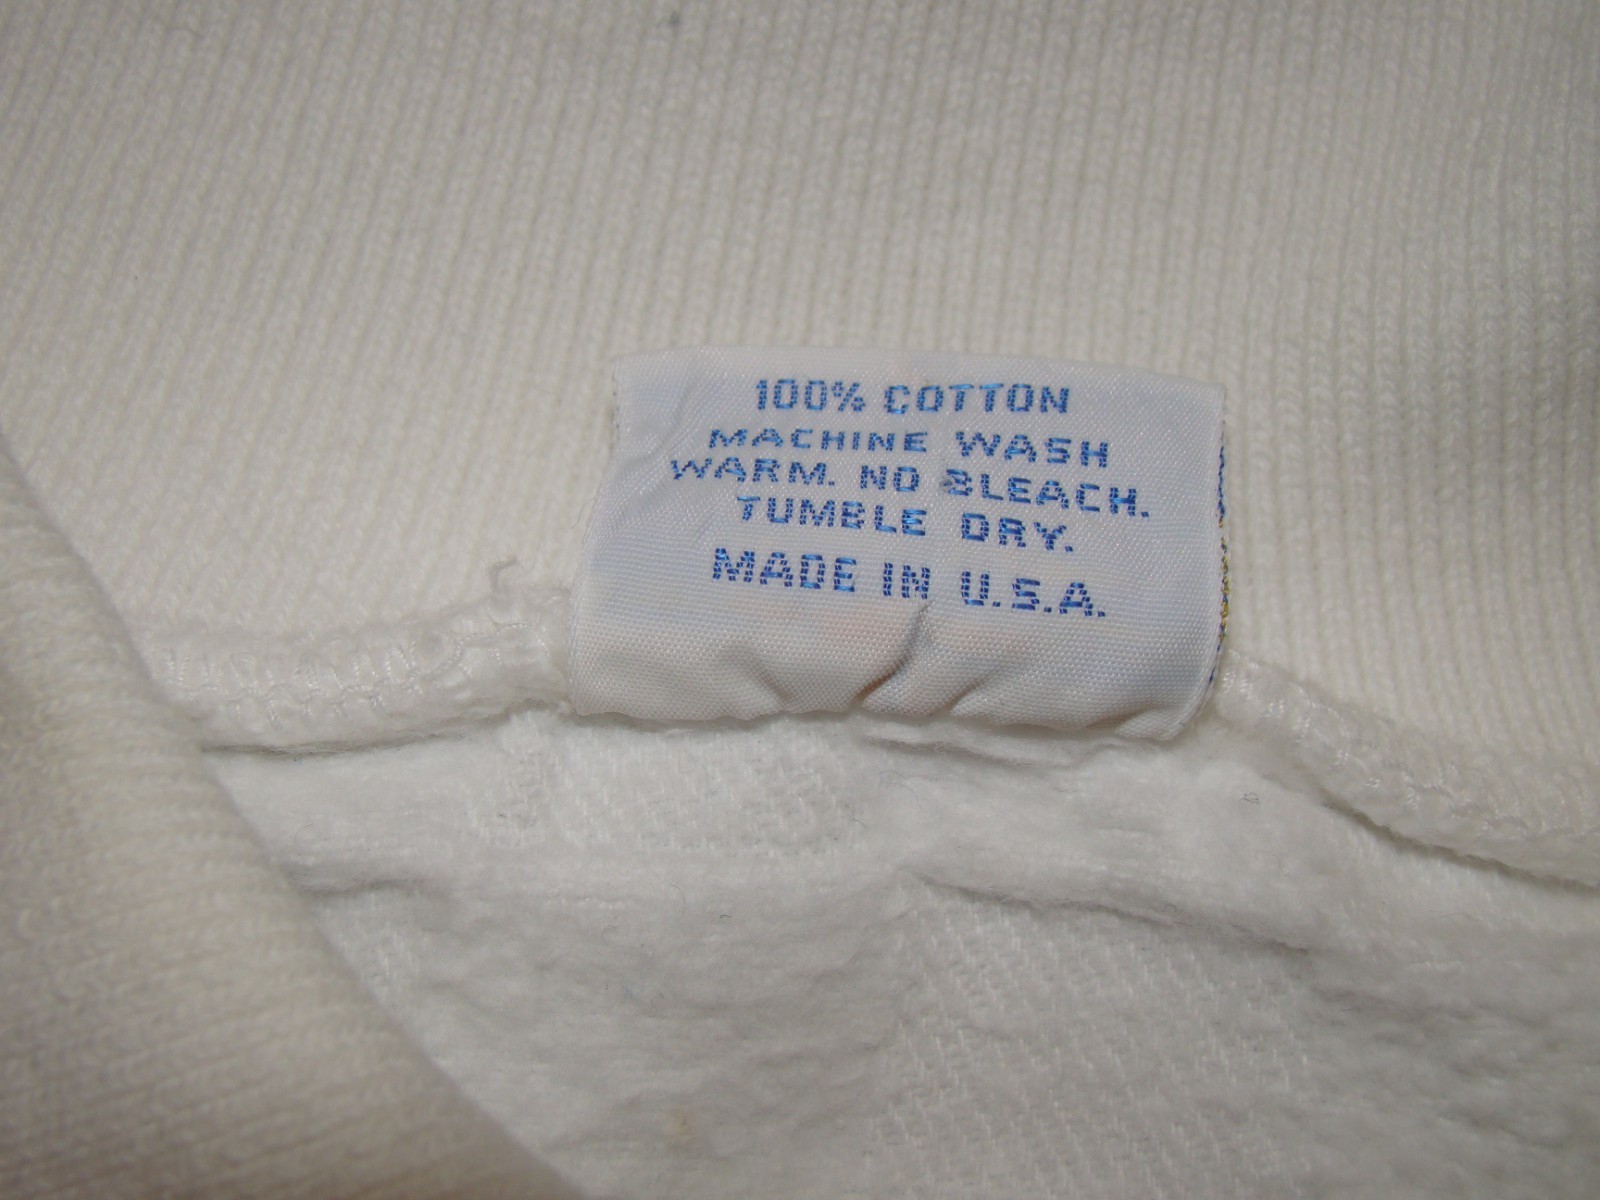 100% COTTON
MACHINE WASH
WARM. NO BLEACH.
TUMBLE DRY.
MADE IN U.S.A.